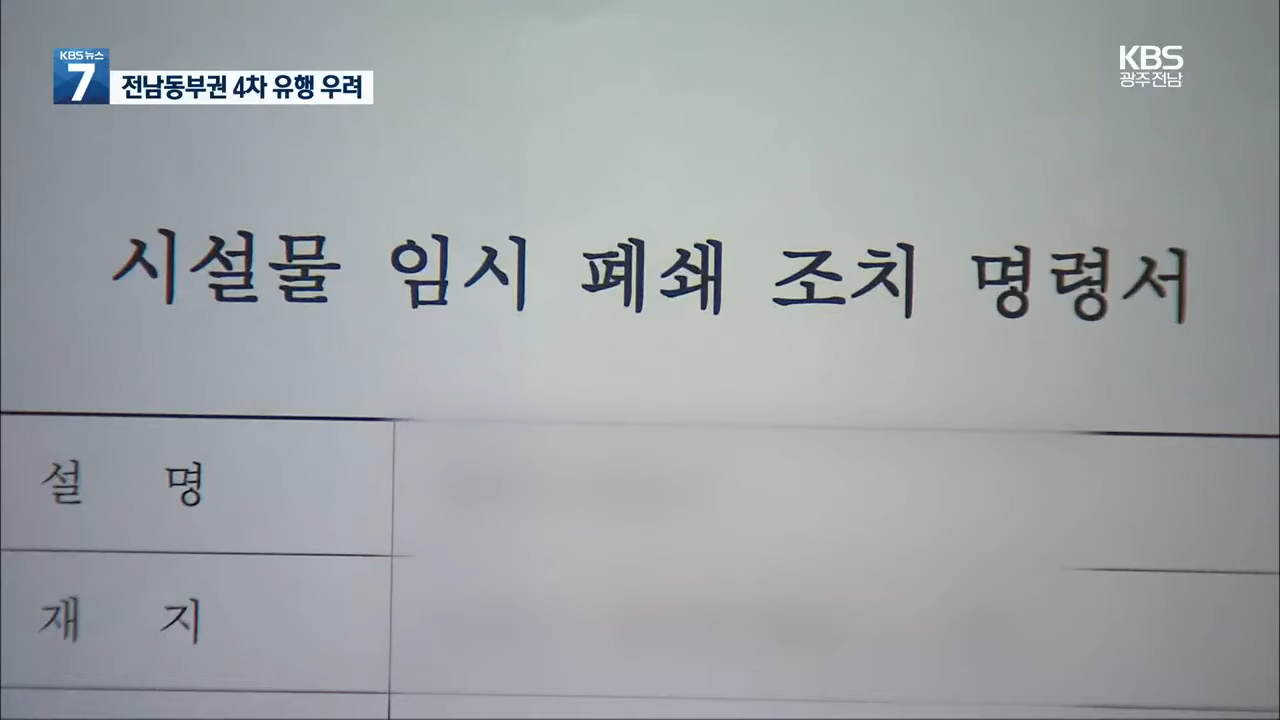 KBS 뉴스
7
전남동부권 4차 유행 우려
KBS
광주전남
시설물 임시 폐쇄 조치 명령서
설 명
재 지